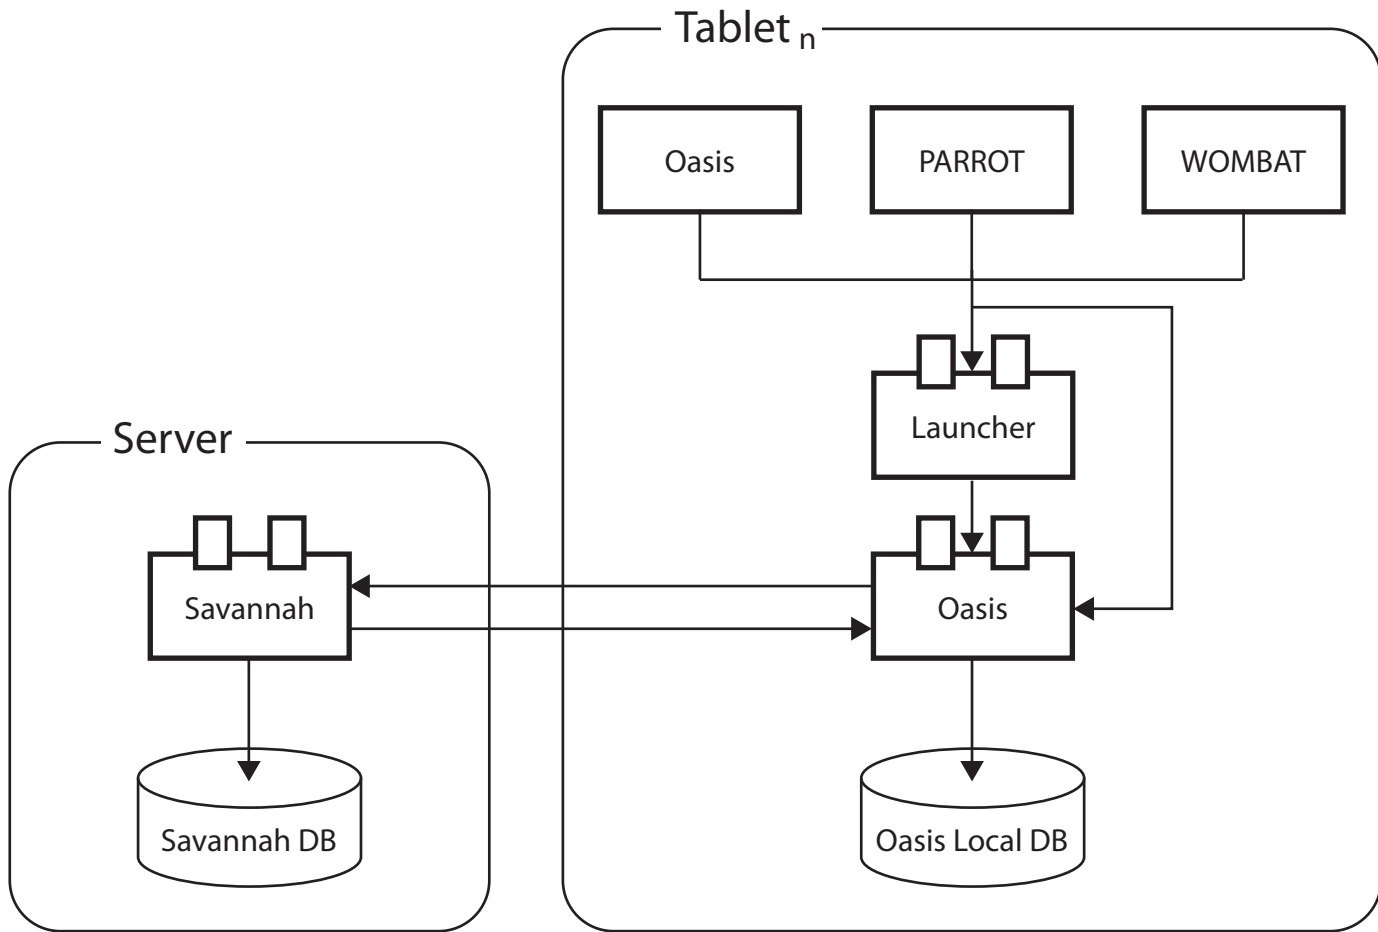 Tablet n
Oasis
PARROT
WOMBAT
Launcher
Server
Savannah
Oasis
Savannah DB
Oasis Local DB